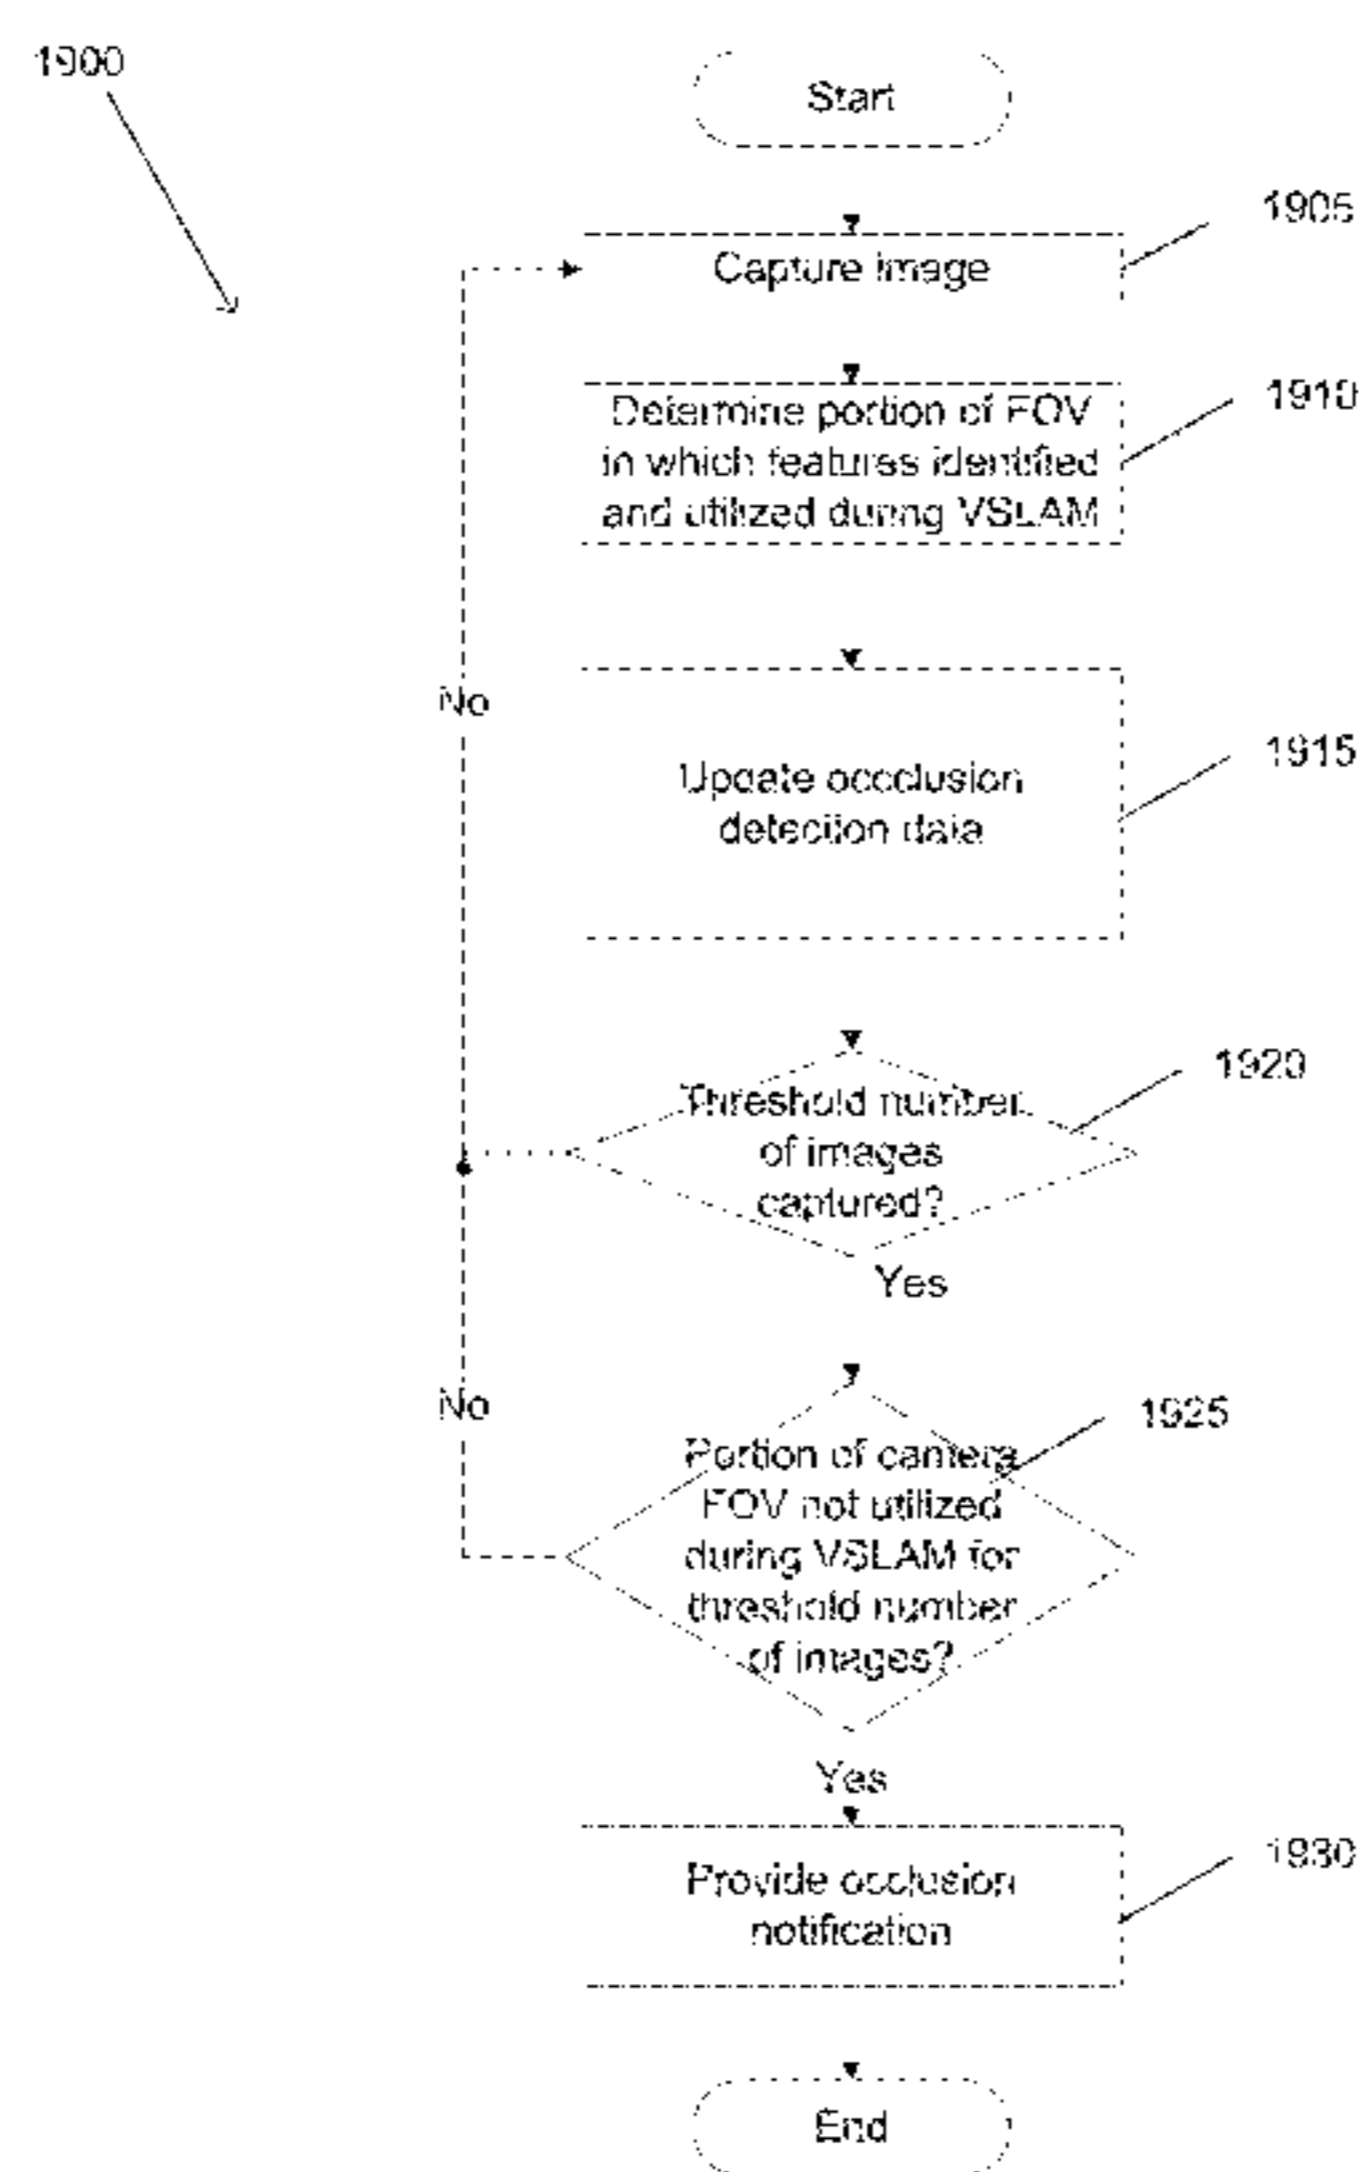 1900
Start
1905
Capture image
1910
Determine portion of FOV
in which features identified
and utilized during VSLAM
No
1915
Update occclusion
detection data
1920
Threshold number
of images
captured?
Yes
No
1925
Portion of camera
FOV not utilized
during VSLAM for
threshold number
of images?
Yes
1930
Provide occlusion
notification
End